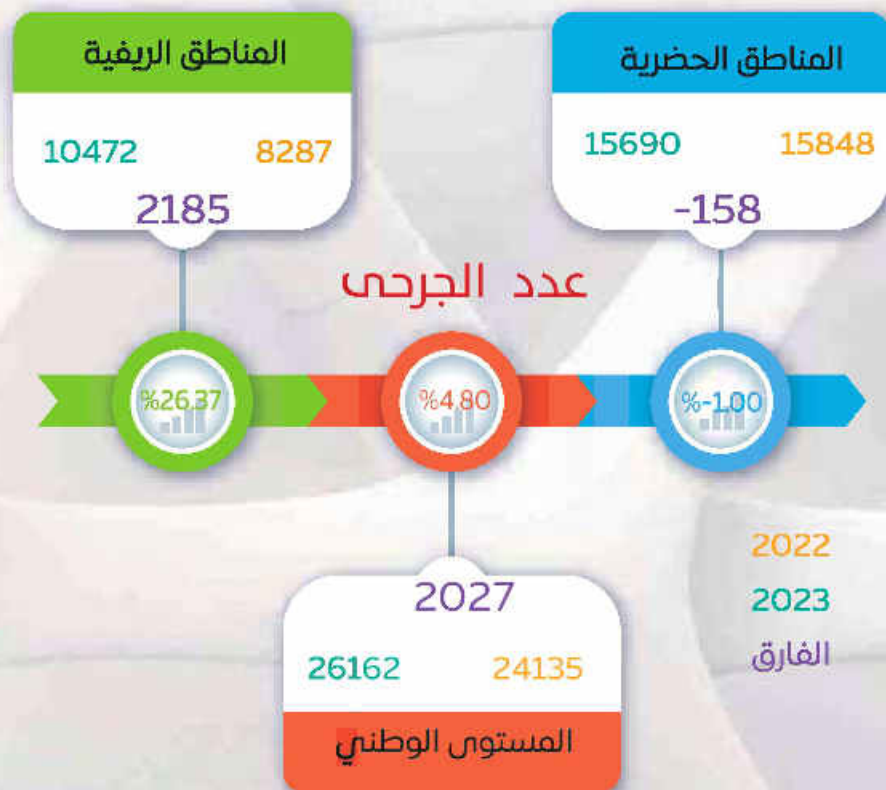 المناطق الحضرية
15848 15690
-158
المناطق الريفية
8287 10472
2185
عدد الجرحى
%-1.00
%4.80
%26.37
2027
24135 26162
المستوى الوطني
2022
2023
الفارق